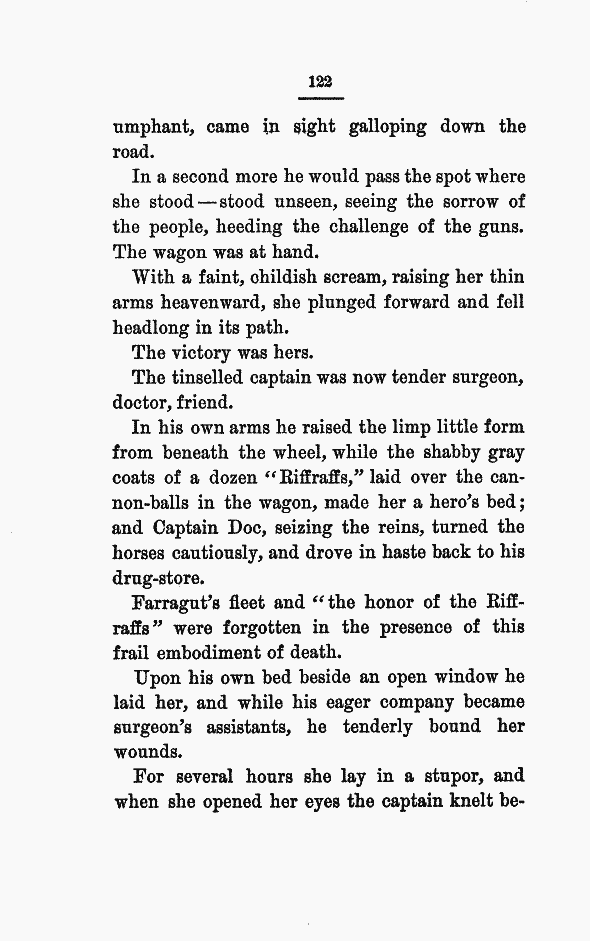 122
umphant, came in sight galloping down the
road.
In a second more he would pass the spot where
she stood—stood unseen, seeing the sorrow of
the people, heeding the challenge of the guns.
The wagon was at hand.
With a faint, childish scream, raising her thin
arms heavenward, she plunged forward and fell
headlong in its path.
The victory was hers.
The tinselled captain was now tender surgeon,
doctor, friend.
In his own arms he raised the limp little form
from beneath the wheel, while the shabby gray
coats of a dozen “Riffraffs,” laid over the can-
non-balls in the wagon, made her a hero’s bed;
and Captain Doc, seizing the reins, turned the
horses cautiously, and drove in haste back to his
drug-store.
Farragut’s fleet and “the honor of the Riff-
raffs” were forgotten in the presence of this
frail embodiment of death.
Upon his own bed beside an open window he
laid her, and while his eager company became
surgeon’s assistants, he tenderly bound her
wounds.
For several hours she lay in a stupor, and
when she opened her eyes the captain knelt be-